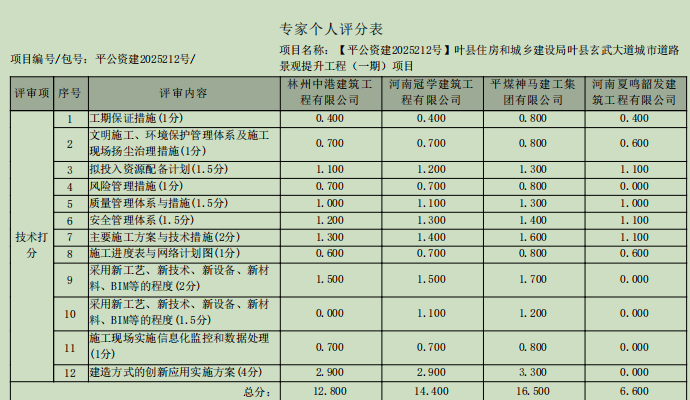 专家个人评分表
项目编号/包号: 平公资建2025212号/
项目名称: 【平公资建2025212号】叶县住房和城乡建设局叶县玄武大道城市道路
景观提升工程（一期）项目
评审项 序号 评审内容 林州中港建筑工程有限公司 河南冠学建筑工程有限公司 平煤神马建工集团有限公司 河南夏鸣韶发建筑工程有限公司
技术打分
1 工期保证措施(1分) 0.400 0.400 0.800 0.400
2 文明施工、环境保护管理体系及施工
现场扬尘治理措施(1分) 0.700 0.700 0.800 0.600
3 拟投入资源配备计划(1.5分) 1.100 1.200 1.300 1.100
4 风险管理措施(1分) 0.700 0.700 0.800 0.000
5 质量管理体系与措施(1.5分) 1.000 1.100 1.300 1.000
6 安全管理体系(1.5分) 1.200 1.300 1.400 1.100
7 主要施工方案与技术措施(2分) 1.300 1.400 1.600 1.100
8 施工进度表与网络计划图(1分) 0.600 0.700 0.800 0.600
9 采用新工艺、新技术、新设备、新材
料、BIM等的程度(2分) 1.500 1.500 1.700 0.000
10 采用新工艺、新技术、新设备、新材
料、BIM等的程度(1.5分) 0.000 1.100 1.200 0.000
11 施工现场实施信息化监控和数据处理
(1分) 0.700 0.700 0.800 0.000
12 建造方式的创新应用实施方案(4分) 2.900 2.900 3.300 0.000
总分: 12.800 14.400 16.500 6.600